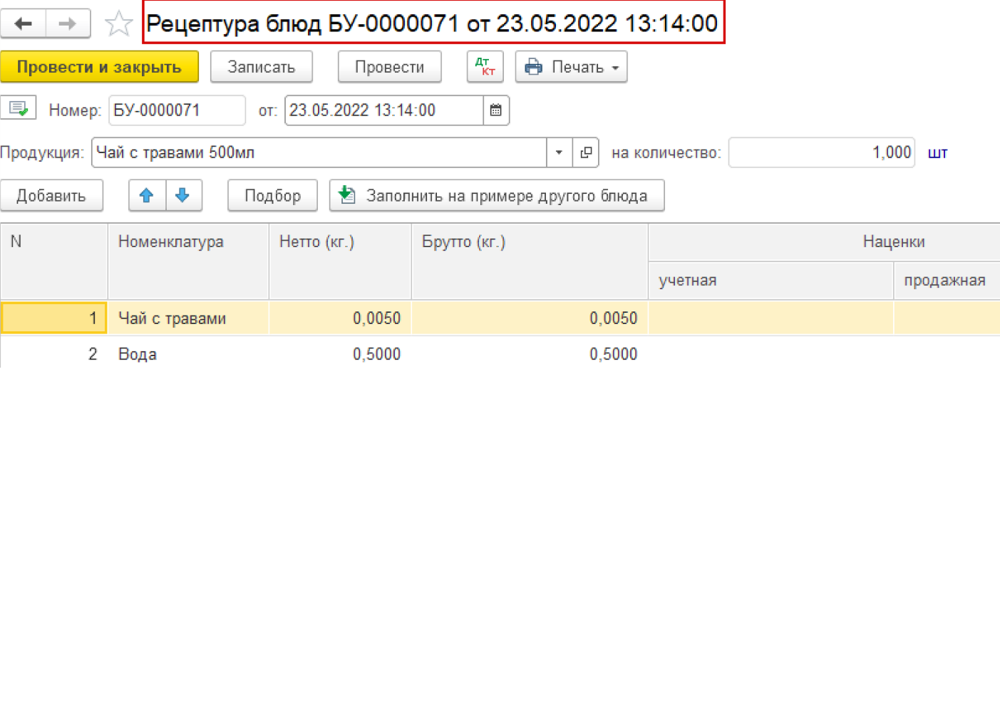 Рецептура блюд БУ-0000071 от 23.05.2022 13:14:00
Провести и закрыть Записать Провести Дт Кт Печать
Номер: БУ-0000071 от: 23.05.2022 13:14:00
Продукция: Чай с травами 500мл на количество: 1,000 шт
Добавить Подбор Заполнить на примере другого блюда
N Номенклатура Нетто (кг.) Брутто (кг.) Наценки
учетная продажная
1 Чай с травами 0,0050 0,0050
2 Вода 0,5000 0,5000